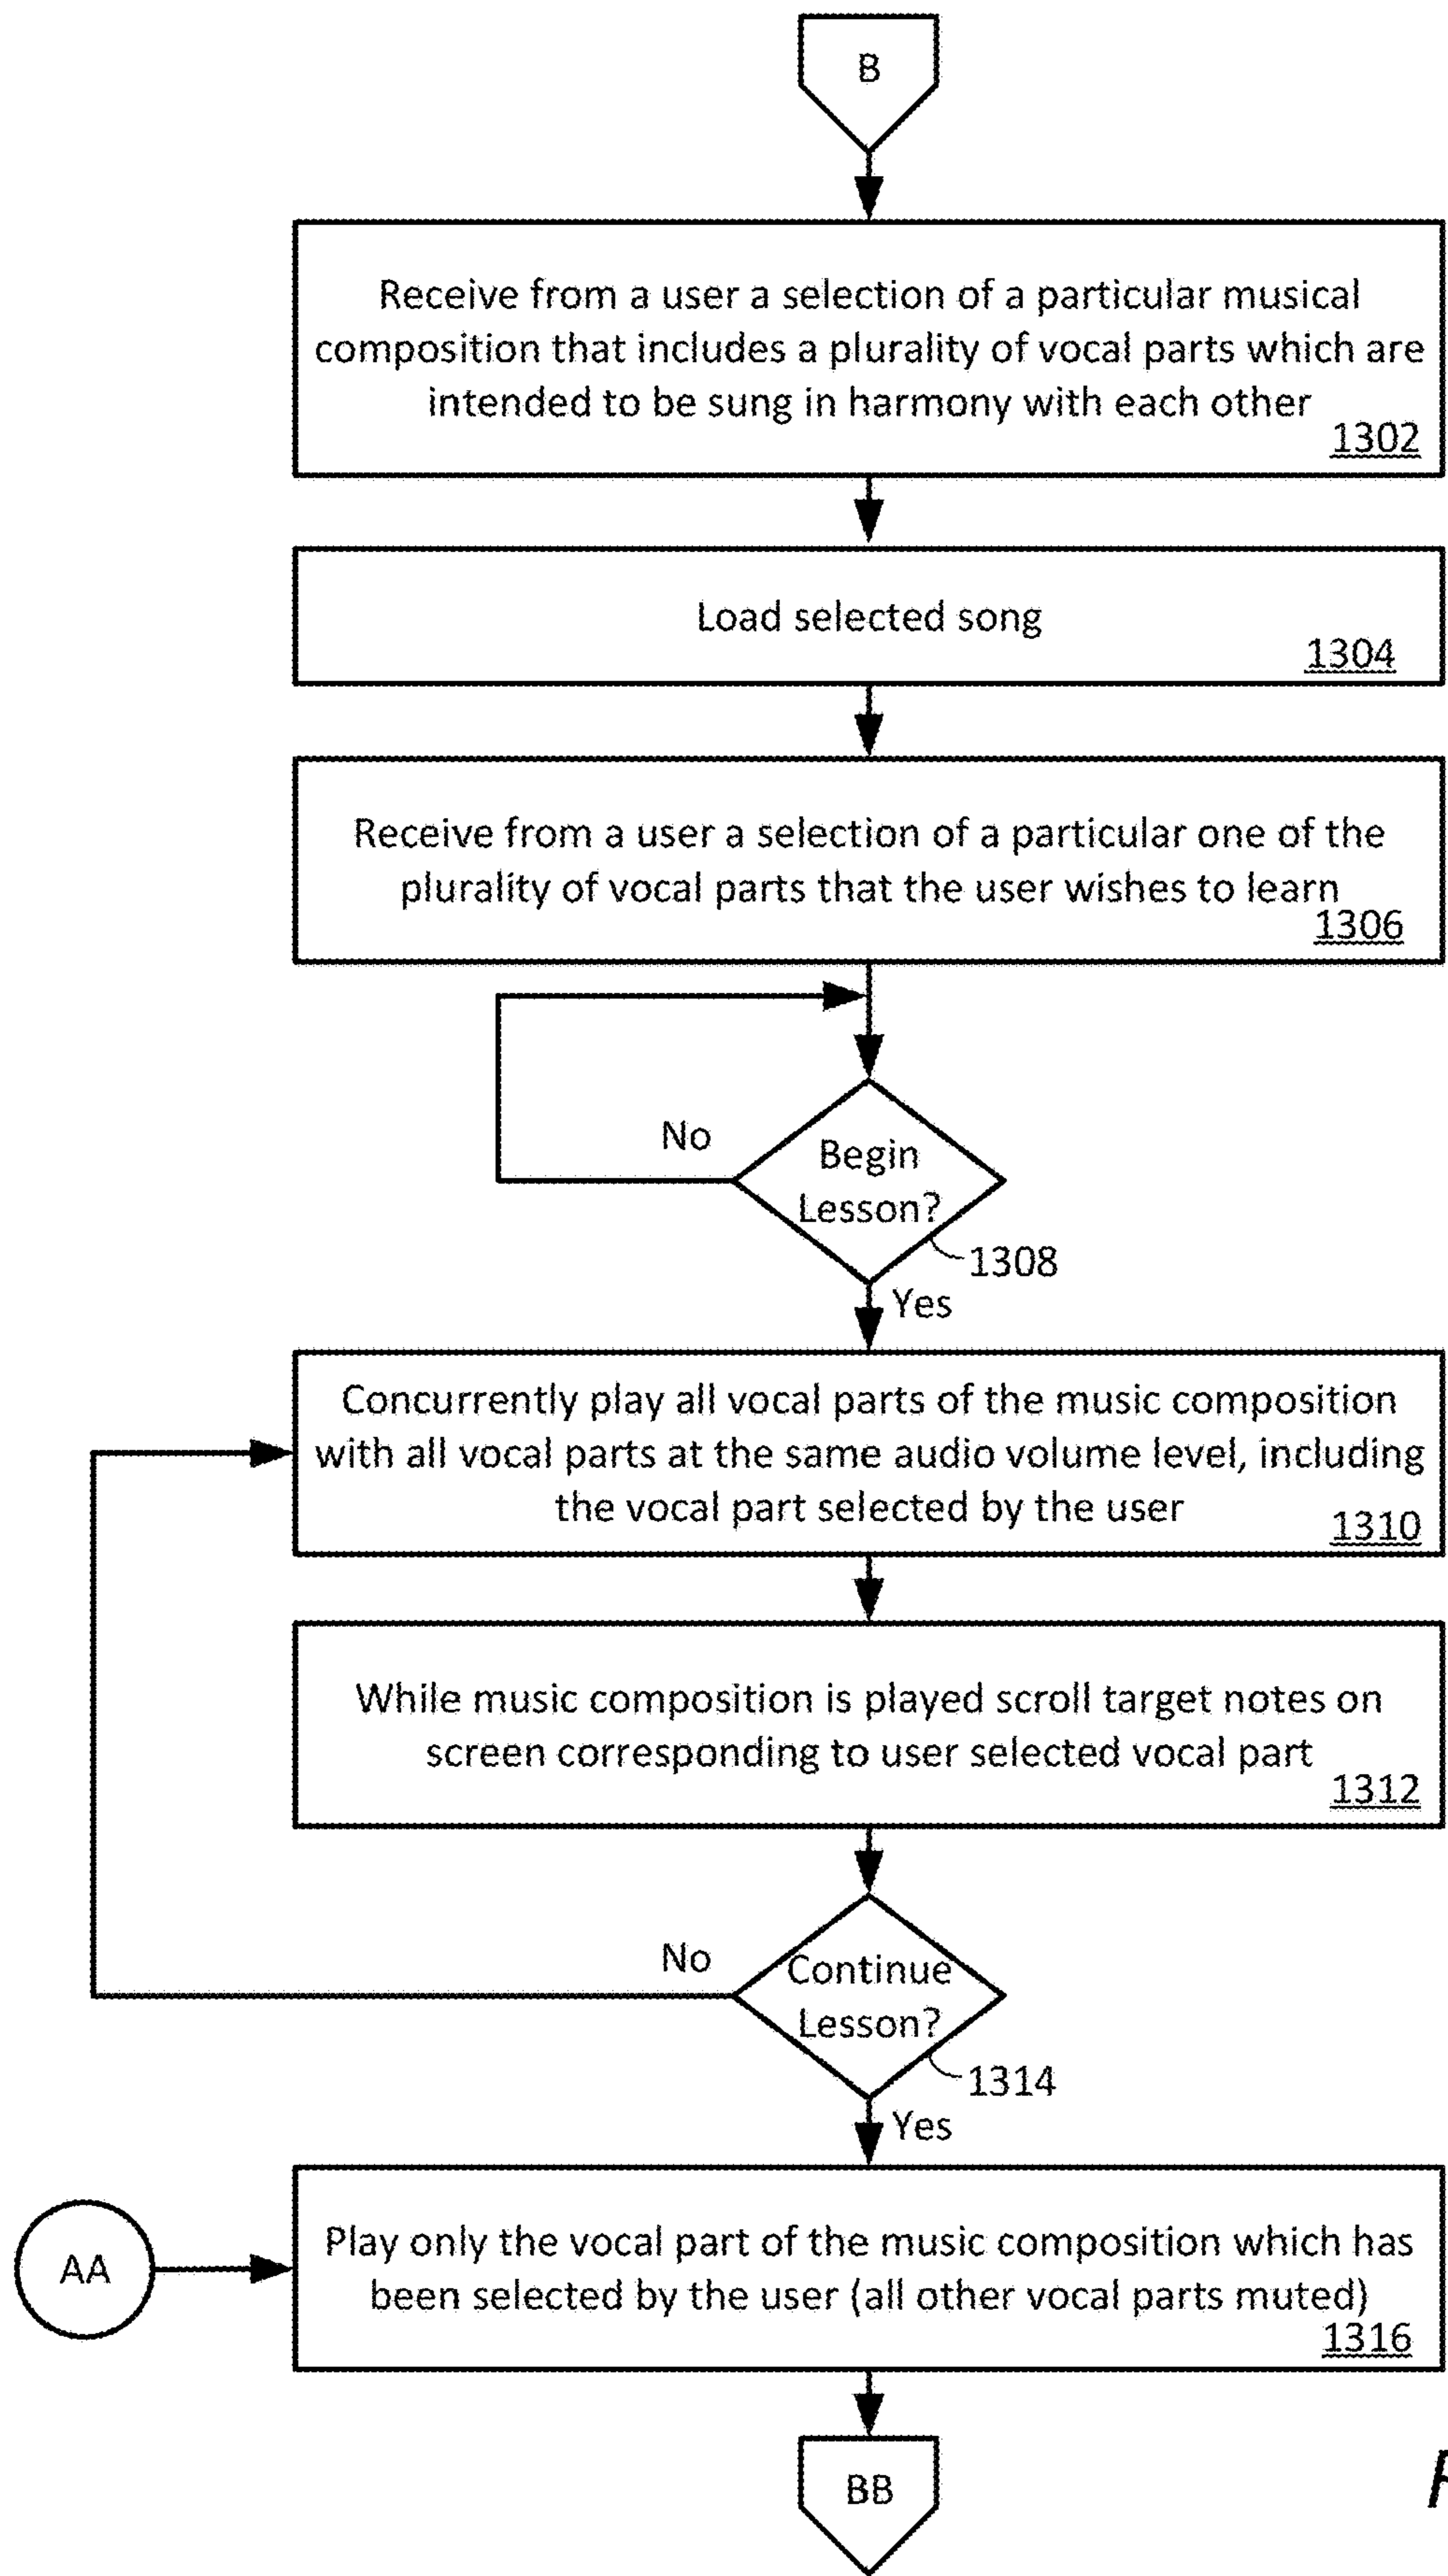 B
Receive from a user a selection of a particular musical
composition that includes a plurality of vocal parts which are
intended to be sung in harmony with each other
1302
Load selected song
1304
Receive from a user a selection of a particular one of the
plurality of vocal parts that the user wishes to learn
1306
No
Begin
Lesson?
1308
Yes
Concurrently play all vocal parts of the music composition
with all vocal parts at the same audio volume level, including
the vocal part selected by the user
1310
While music composition is played scroll target notes on
screen corresponding to user selected vocal part
1312
No
Continue
Lesson?
1314
Yes
AA
Play only the vocal part of the music composition which has
been selected by the user (all other vocal parts muted)
1316
BB